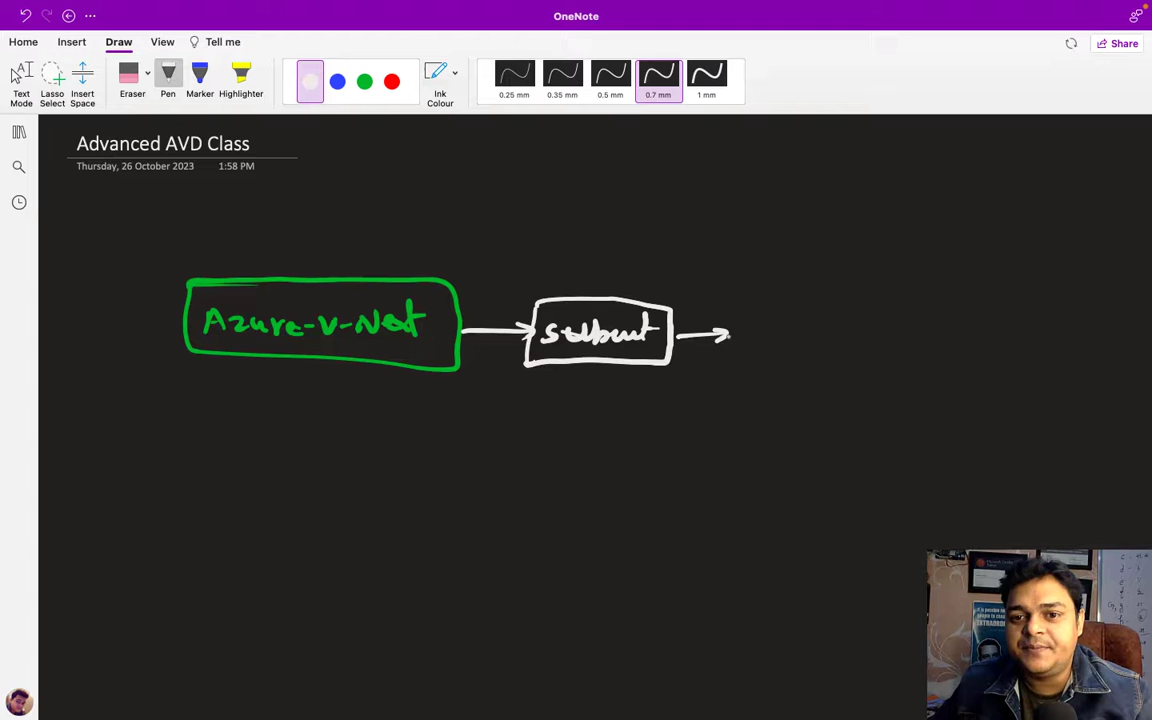 OneNote
Home Insert Draw View Tell me
Share
Text Mode
Lasso Select
Insert Space
Eraser
Pen
Marker
Highlighter
Ink Colour
0.25 mm
0.35 mm
0.5 mm
0.7 mm
1 mm
Advanced AVD Class
Thursday, 26 October 2023 1:58 PM
Azure-V-Net
EXTRAORDINARY